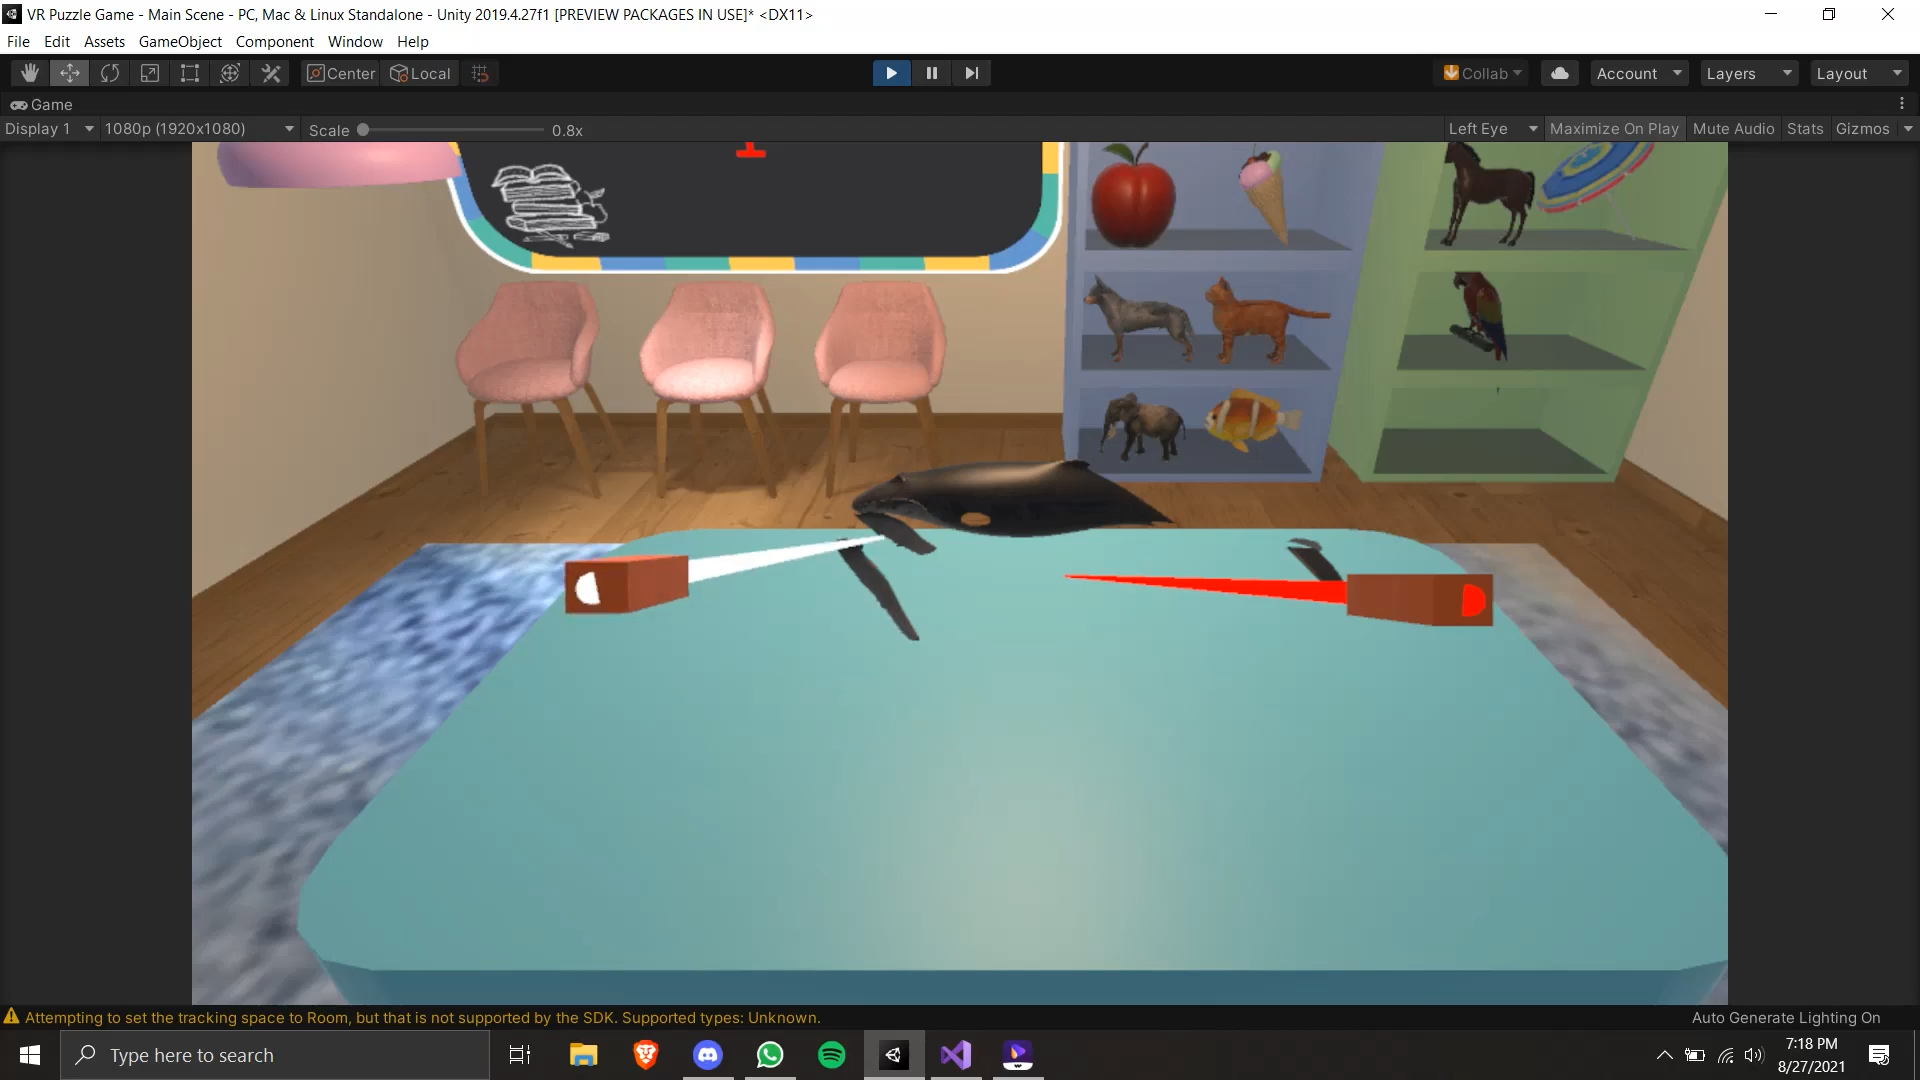 VR Puzzle Game - Main Scene - PC, Mac & Linux Standalone - Unity 2019.4.27f1 [PREVIEW PACKAGES IN USE]* <DX11>
File Edit Assets GameObject Component Window Help
Center Local Collab Account Layers Layout
Game
Display 1 1080p (1920x1080) Scale 0.8x Left Eye Maximize On Play Mute Audio Stats Gizmos
Attempting to set the tracking space to Room, but that is not supported by the SDK. Supported types: Unknown. Auto Generate Lighting On
Type here to search
7:18 PM
8/27/2021